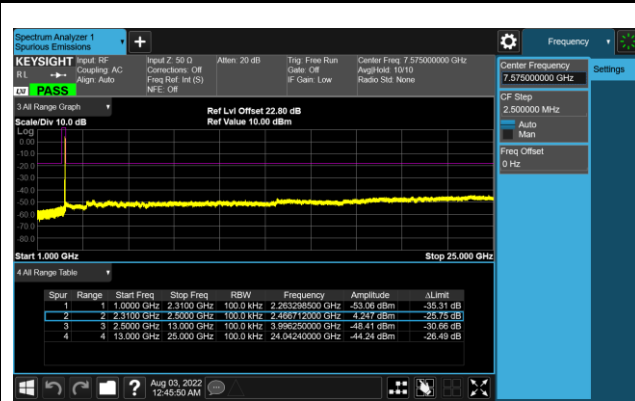 Spectrum Analyzer 1
Spurious Emissions
+
Frequency
KEYSIGHT Input: RF Input Z: 50 Ω Atten: 20 dB Trig: Free Run Center Freq: 7.575000000 GHz
R L Coupling: AC Corrections: Off Gate: Off Avg|Hold: 10/10
Align: Auto Freq Ref: Int (S) IF Gain: Low Radio Std: None
NFE: Off
LXI PASS
3 All Range Graph
Ref Lvl Offset 22.80 dB
Scale/Div 10.0 dB Ref Value 10.00 dBm
Log
0.00
-10.0
-20.0
-30.0
-40.0
-50.0
-60.0
-70.0
-80.0
Start 1.000 GHz Stop 25.000 GHz
4 All Range Table
Spur Range Start Freq Stop Freq RBW Frequency Amplitude ΔLimit
1 1 1.0000 GHz 2.3100 GHz 100.0 kHz 2.263298500 GHz -53.06 dBm -35.31 dB
2 2 2.3100 GHz 2.5000 GHz 100.0 kHz 2.466712000 GHz 4.247 dBm -25.75 dB
3 3 2.5000 GHz 13.000 GHz 100.0 kHz 3.996250000 GHz -48.41 dBm -30.66 dB
4 4 13.000 GHz 25.000 GHz 100.0 kHz 24.04240000 GHz -44.24 dBm -26.49 dB
Center Frequency
7.575000000 GHz
Settings
CF Step
2.500000 MHz
Auto
Man
Freq Offset
0 Hz
?
Aug 03, 2022
12:45:50 AM